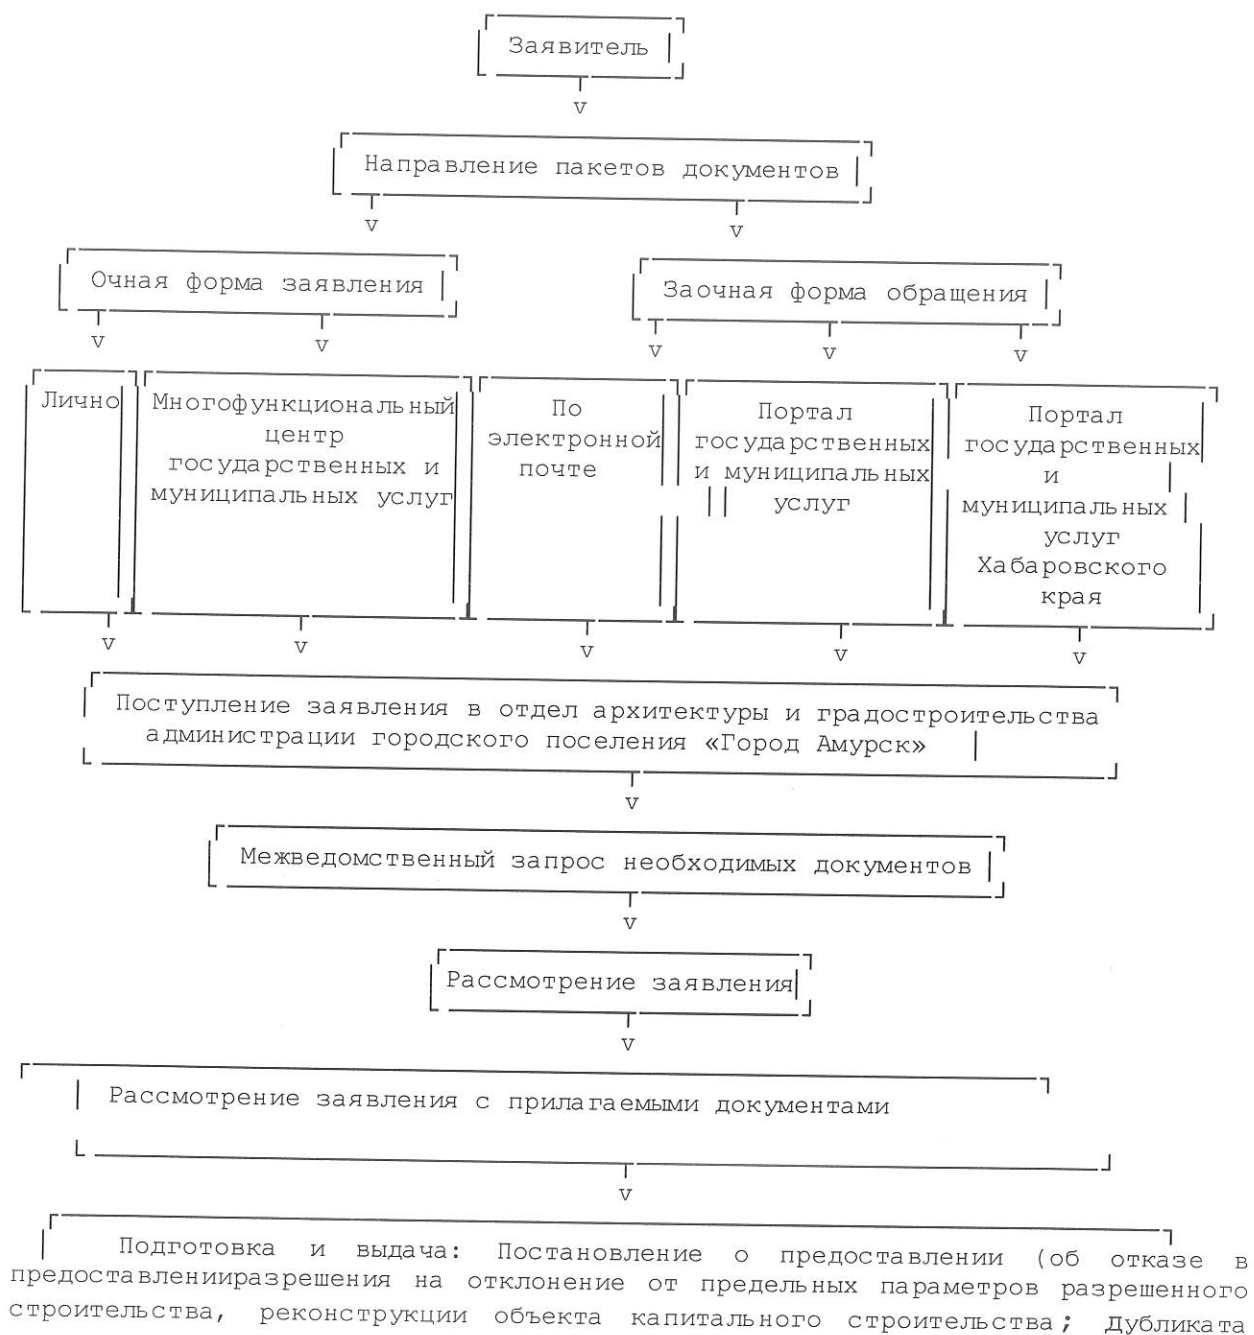 Заявитель
v
Направление пакетов документов
v v
Очная форма заявления
Заочная форма обращения
v v v v v
Лично
Многофункциональный
центр
государственных и
муниципальных услуг
По
электронной
почте
Портал
государственных
и муниципальных
услуг
Портал
государственных
и
муниципальных
услуг
Хабаровского
края
v v v v v
Поступление заявления в отдел архитектуры и градостроительства
администрации городского поселения «Город Амурск»
v
Межведомственный запрос необходимых документов
v
Рассмотрение заявления
v
Рассмотрение заявления с прилагаемыми документами
v
Подготовка и выдача: Постановление о предоставлении (об отказе в
предоставлениира­зрешения на отклонение от предельных параметров разрешенного
строительства, реконструкции объекта капитального строительства; Дубликата